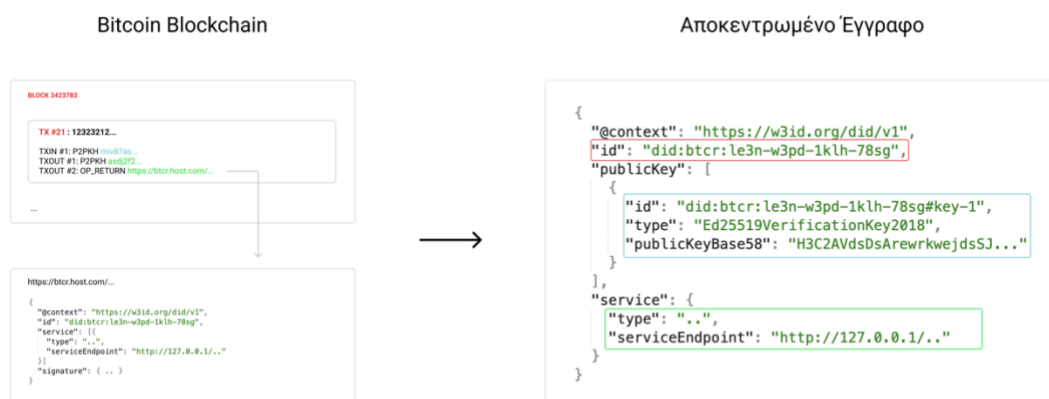 Bitcoin Blockchain
BLOCK 3423783
TX #21 : 12323212...
TXIN #1: P2PKH miv87as...
TXOUT #1: P2PKH asdj2f2...
TXOUT #2: OP_RETURN https://btcr.host.com/...
...
https://btcr.host.com/...
{
"@context": "https://w3id.org/did/v1",
"id": "did:btcr:le3n-w3pd-1klh-78sg",
"service": [{
"type": "..",
"serviceEndpoint": "http://127.0.0.1/.."
}]
"signature": { .. }
}
Αποκεντρωμένο Έγγραφο
{
"@context": "https://w3id.org/did/v1",
"id": "did:btcr:le3n-w3pd-1klh-78sg",
"publicKey": [
{
"id": "did:btcr:le3n-w3pd-1klh-78sg#key-1",
"type": "Ed25519VerificationKey2018",
"publicKeyBase58": "H3C2AVdsDsArewrkwejdsSJ..."
}
],
"service": {
"type": "..",
"serviceEndpoint": "http://127.0.0.1/.."
}
}